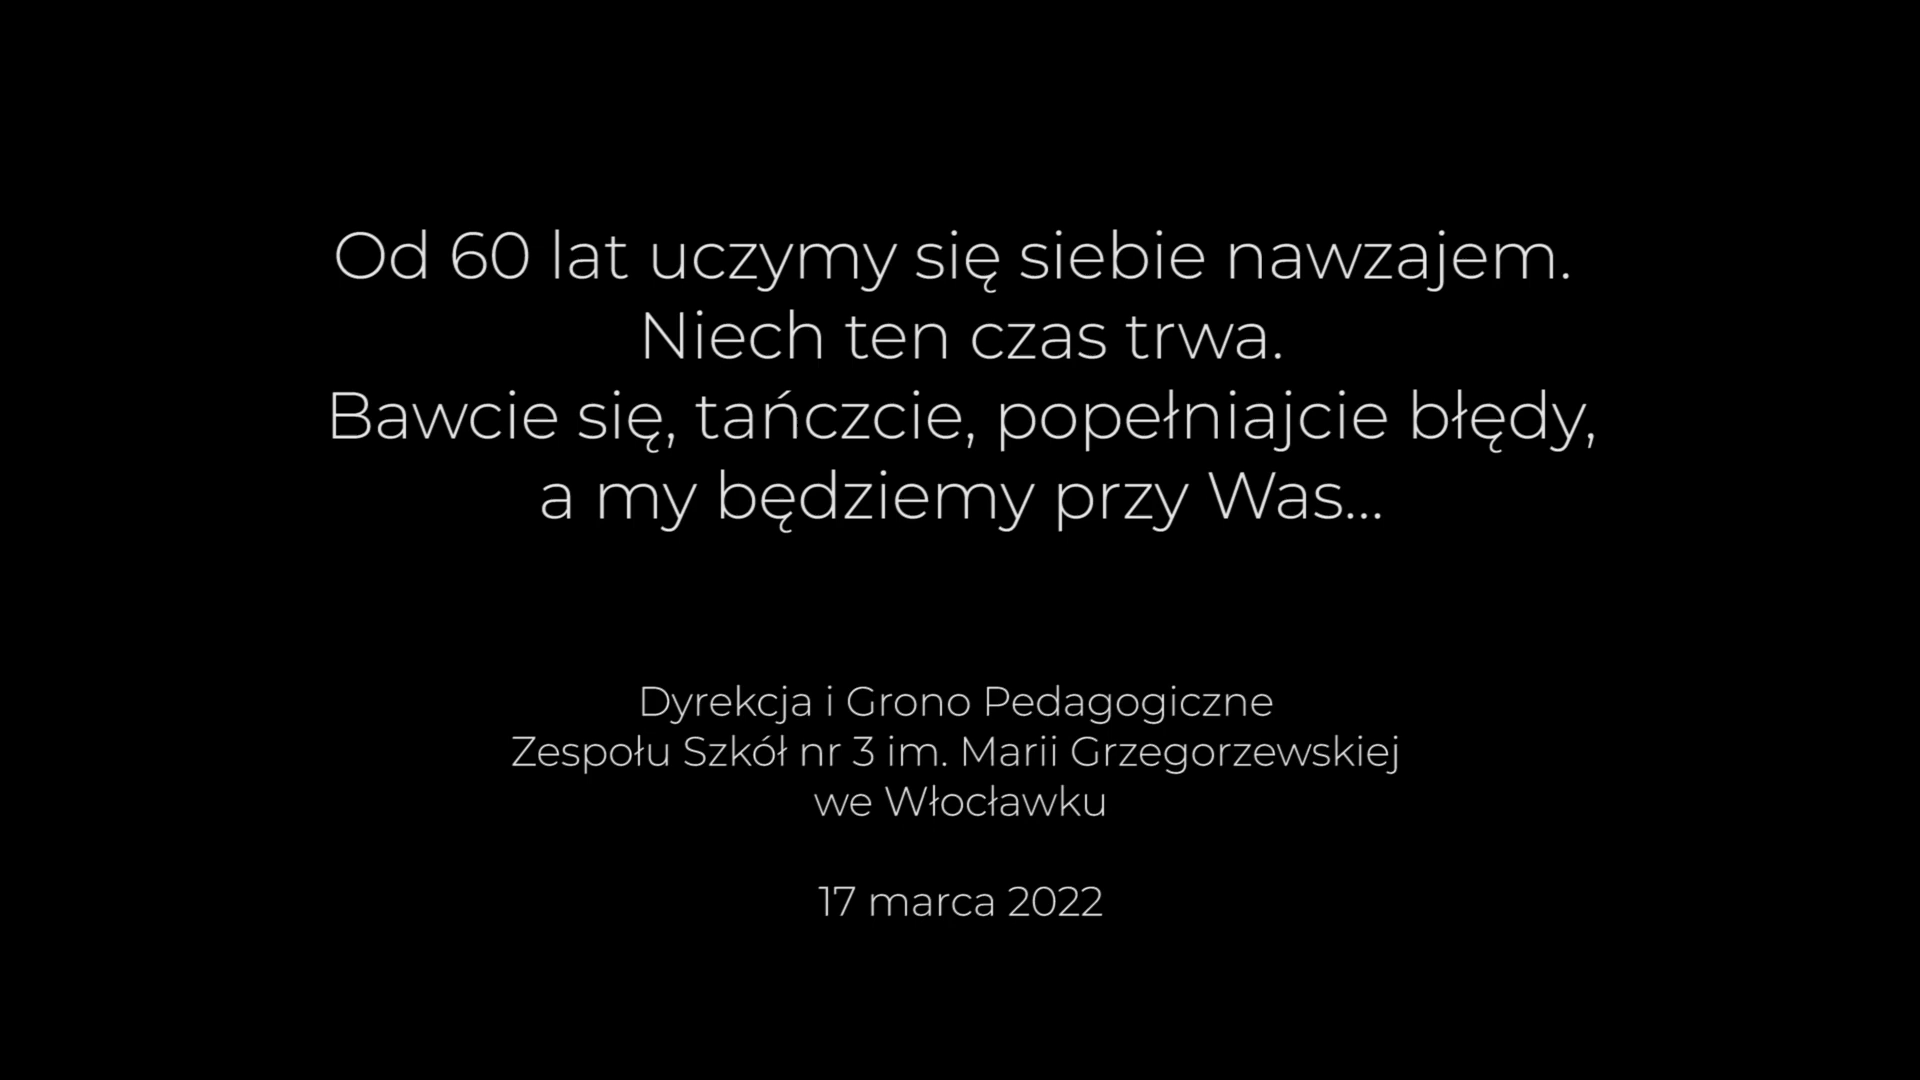 Od 60 lat uczymy się siebie nawzajem.
Niech ten czas trwa.
Bawcie się, tańczcie, popełniajcie błędy,
a my będziemy przy Was...
Dyrekcja i Grono Pedagogiczne
Zespołu Szkół nr 3 im. Marii Grzegorzewskiej
we Włocławku
17 marca 2022